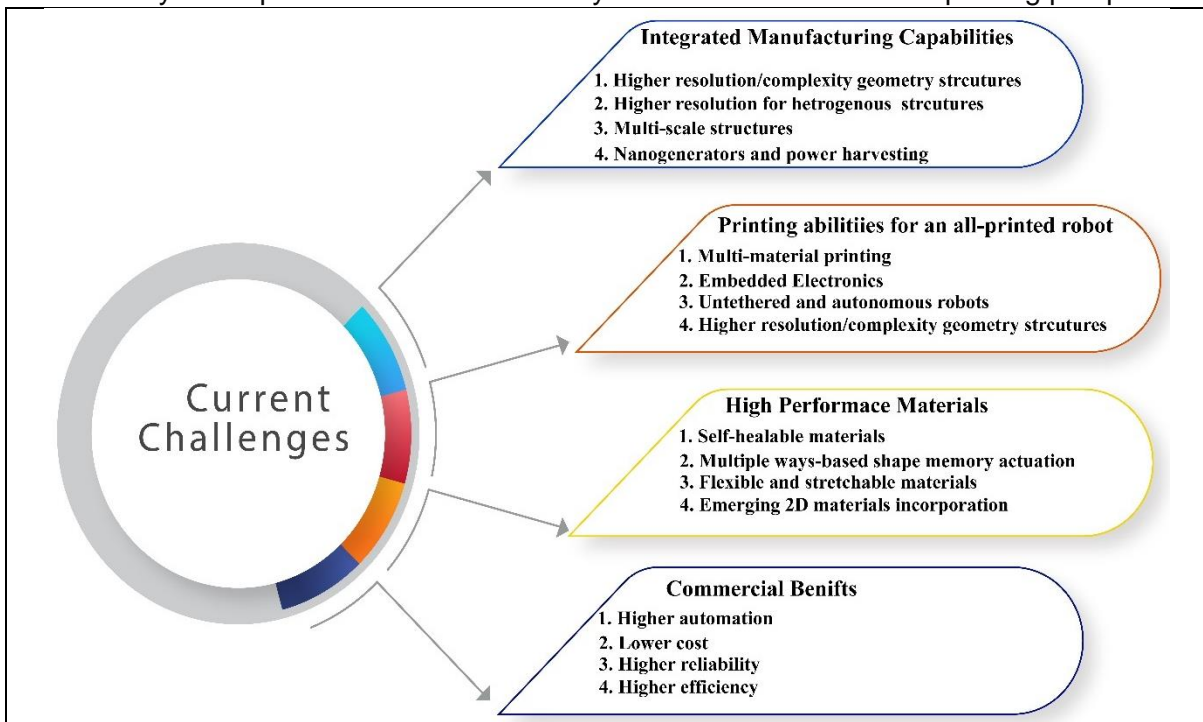 Current
Challenges
Integrated Manufacturing Capabilities
1. Higher resolution/complexity geometry strcutures
2. Higher resolution for hetrogenous strcutures
3. Multi-scale structures
4. Nanogenerators and power harvesting
Printing abilitiies for an all-printed robot
1. Multi-material printing
2. Embedded Electronics
3. Untethered and autonomous robots
4. Higher resolution/complexity geometry strcutures
High Performace Materials
1. Self-healable materials
2. Multiple ways-based shape memory actuation
3. Flexible and stretchable materials
4. Emerging 2D materials incorporation
Commercial Benifts
1. Higher automation
2. Lower cost
3. Higher reliability
4. Higher efficiency